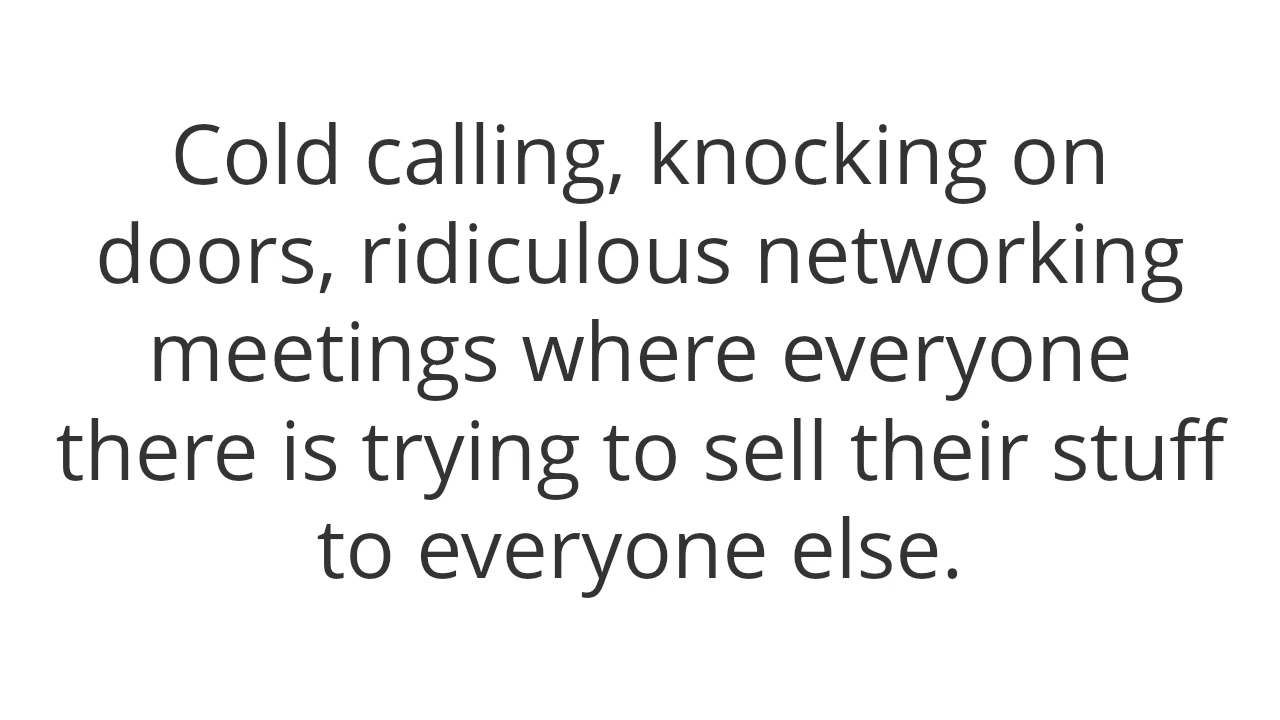 Cold calling, knocking on
doors, ridiculous networking
meetings where everyone
there is trying to sell their stuff
to everyone else.